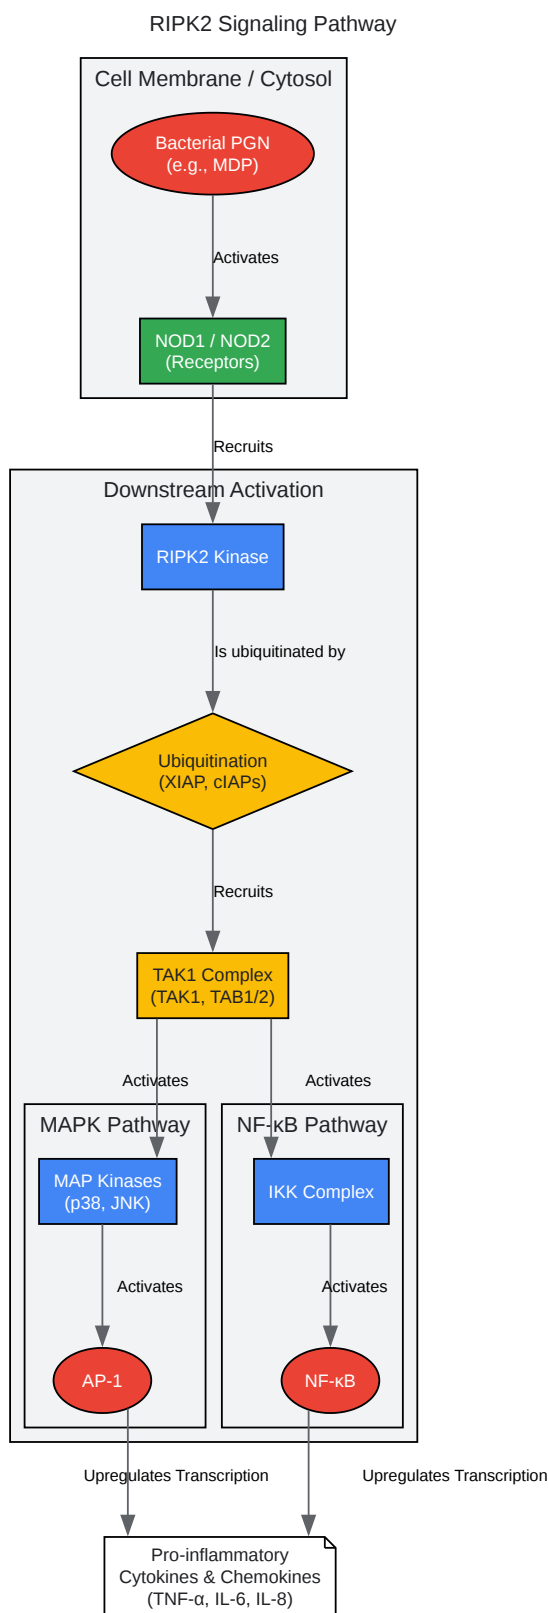 RIPK2 Signaling Pathway
Cell Membrane / Cytosol
Bacterial PGN
(e.g., MDP)
Activates
NOD1 / NOD2
(Receptors)
Recruits
Downstream Activation
RIPK2 Kinase
Is ubiquitinated by
Ubiquitination
(XIAP, cIAPs)
Recruits
TAK1 Complex
(TAK1, TAB1/2)
Activates
Activates
MAPK Pathway
NF-κB Pathway
MAP Kinases
(p38, JNK)
IKK Complex
Activates
Activates
AP-1
NF-κB
Upregulates Transcription
Upregulates Transcription
Pro-inflammatory
Cytokines & Chemokines
(TNF-α, IL-6, IL-8)